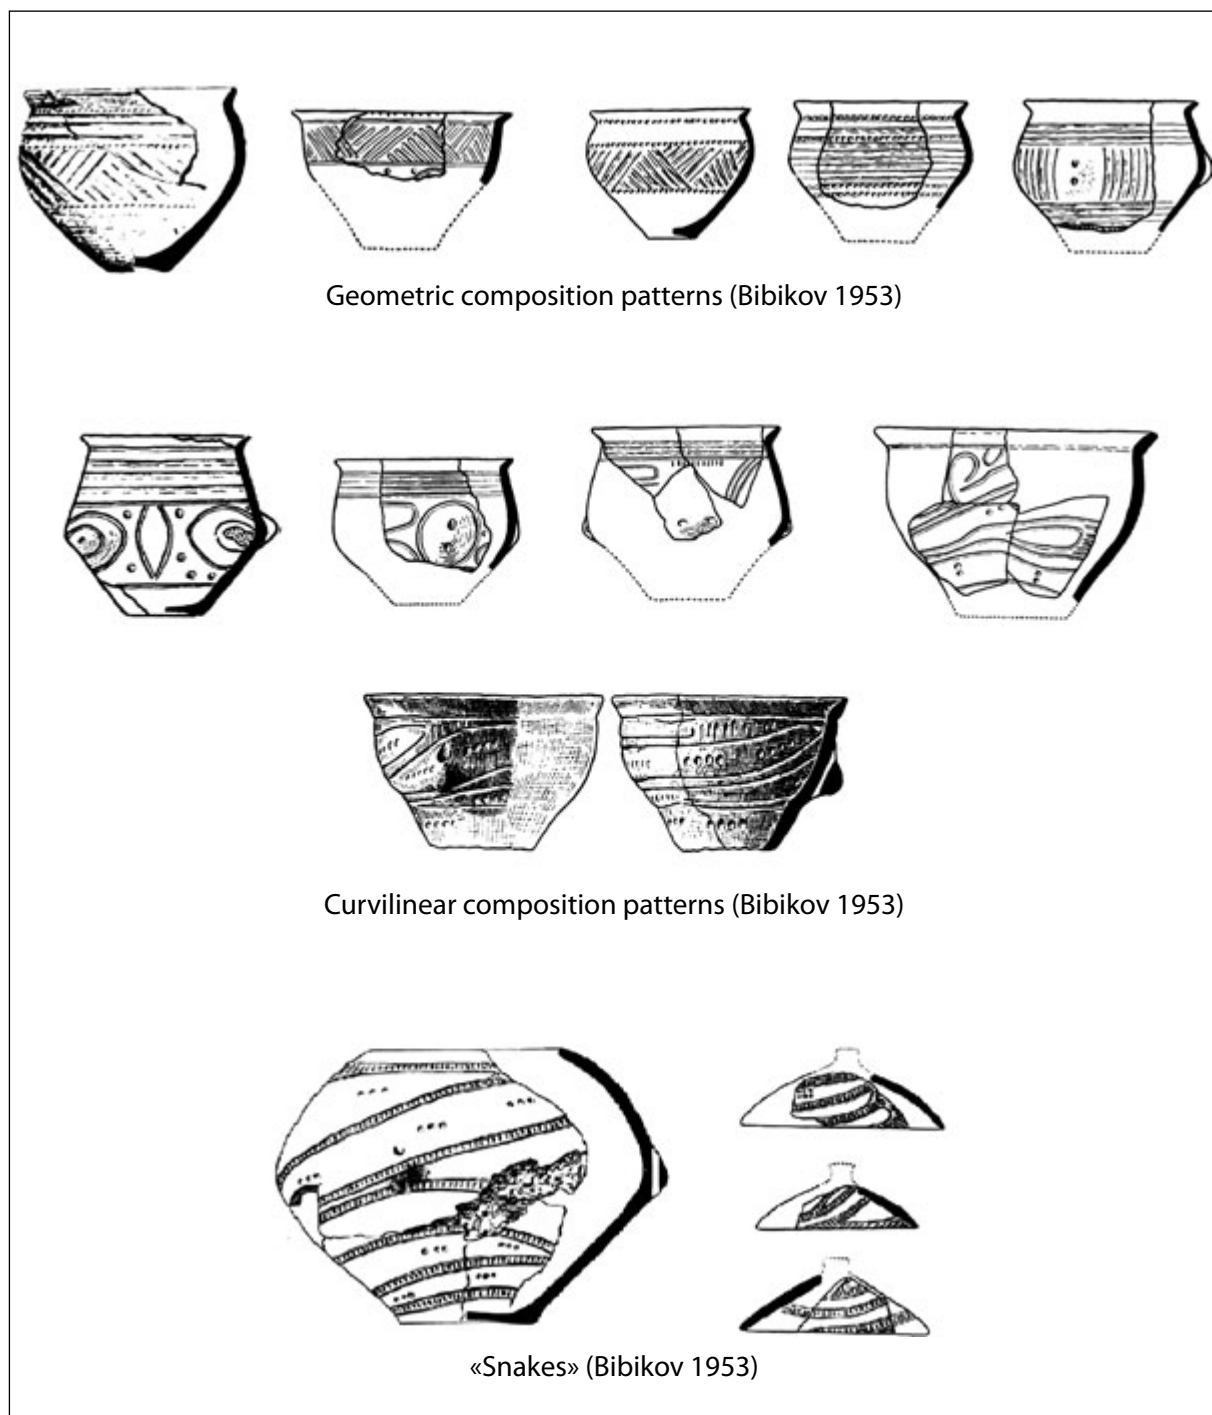 Geometric composition patterns (Bibikov 1953)
Curvilinear composition patterns (Bibikov 1953)
«Snakes» (Bibikov 1953)